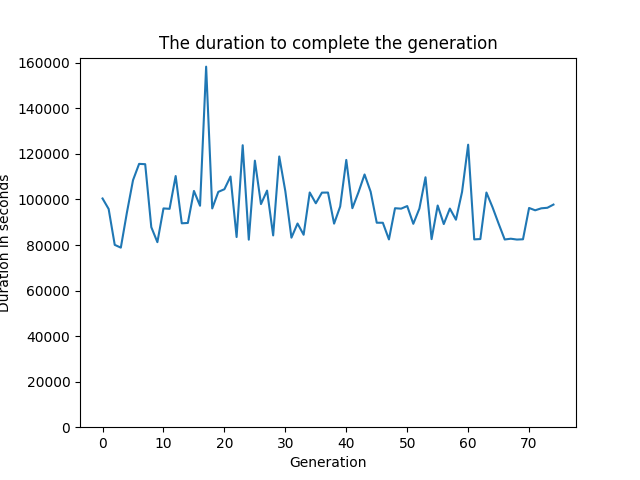 The duration to complete the generation
160000
140000
120000
100000
80000
60000
40000
20000
0
Duration in seconds
0 10 20 30 40 50 60 70
Generation